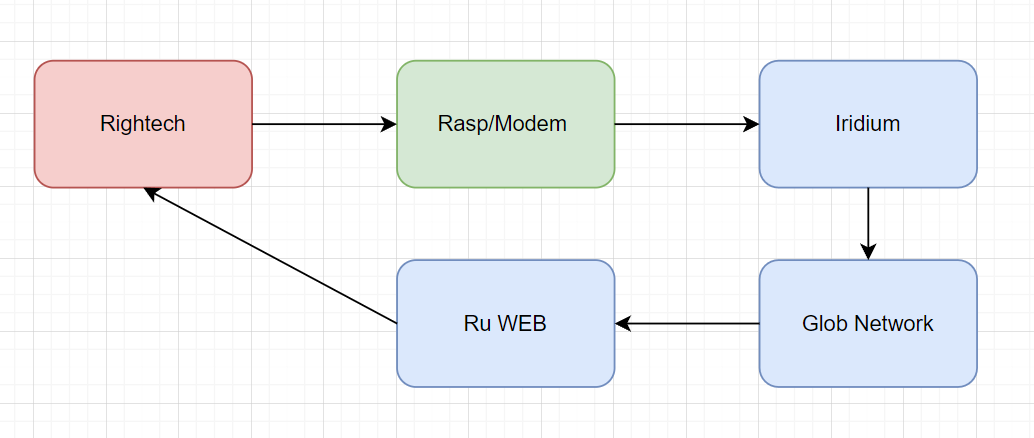 Rightech
Rasp/Modem
Iridium
Ru WEB
Glob Network